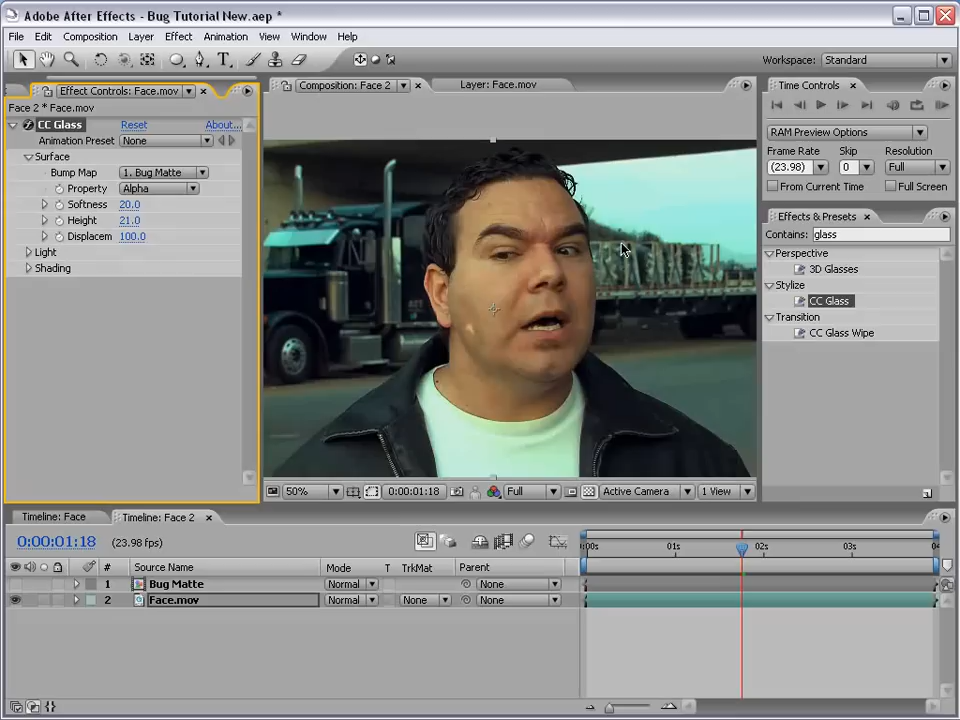 Adobe After Effects - Bug Tutorial New.aep *
File Edit Composition Layer Effect Animation View Window Help
Workspace: Standard
Effect Controls: Face.mov
Composition: Face 2
Layer: Face.mov
Time Controls
Face 2 * Face.mov
CC Glass Reset About...
Animation Preset None
Surface
Bump Map 1. Bug Matte
Property Alpha
Softness 20.0
Height 21.0
Displacem 100.0
Light
Shading
RAM Preview Options
Frame Rate Skip Resolution
(23.98) 0 Full
From Current Time Full Screen
Effects & Presets
Contains: glass
Perspective
3D Glasses
Stylize
CC Glass
Transition
CC Glass Wipe
50% 0:00:01:18 Full Active Camera 1 View
Timeline: Face Timeline: Face 2
0:00:01:18 (23.98 fps)
# Source Name Mode T TrkMat Parent
:00s 01s 02s 03s
1 Bug Matte Normal None
2 Face.mov Normal None None